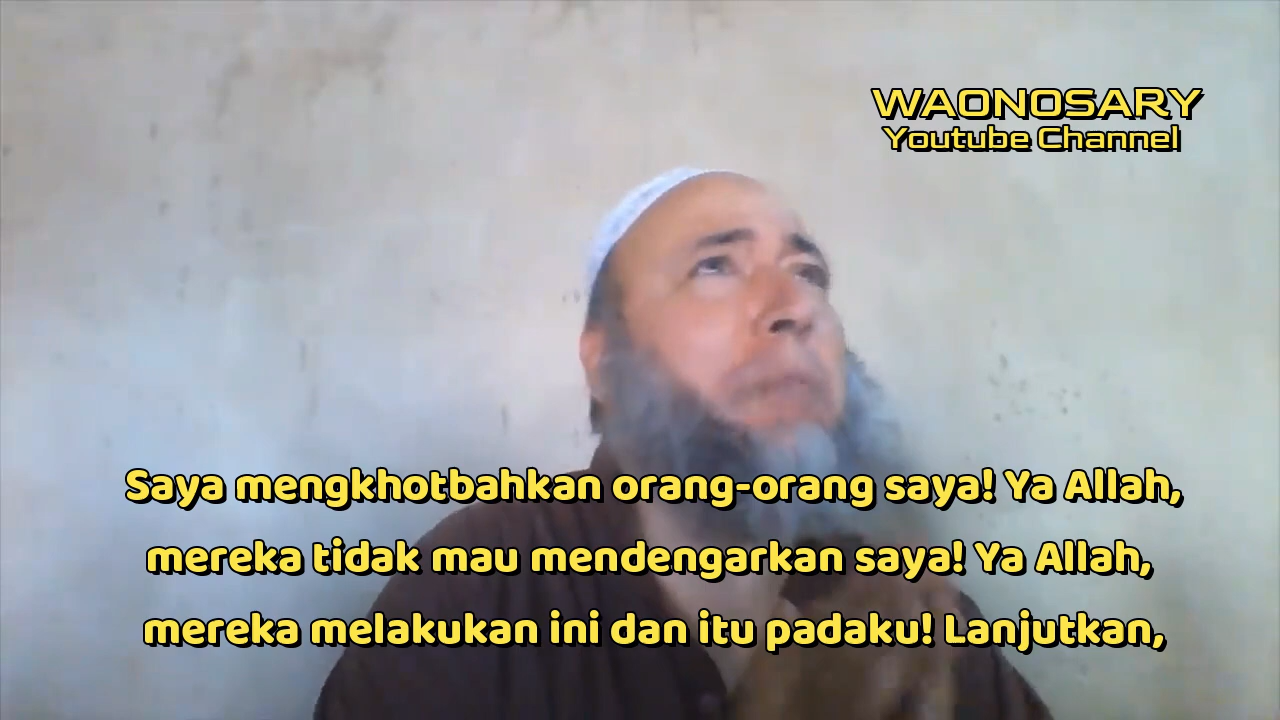 WAONOSARY
Youtube Channel
Saya mengkhotbahkan orang-orang saya! Ya Allah,
mereka tidak mau mendengarkan saya! Ya Allah,
mereka melakukan ini dan itu padaku! Lanjutkan,